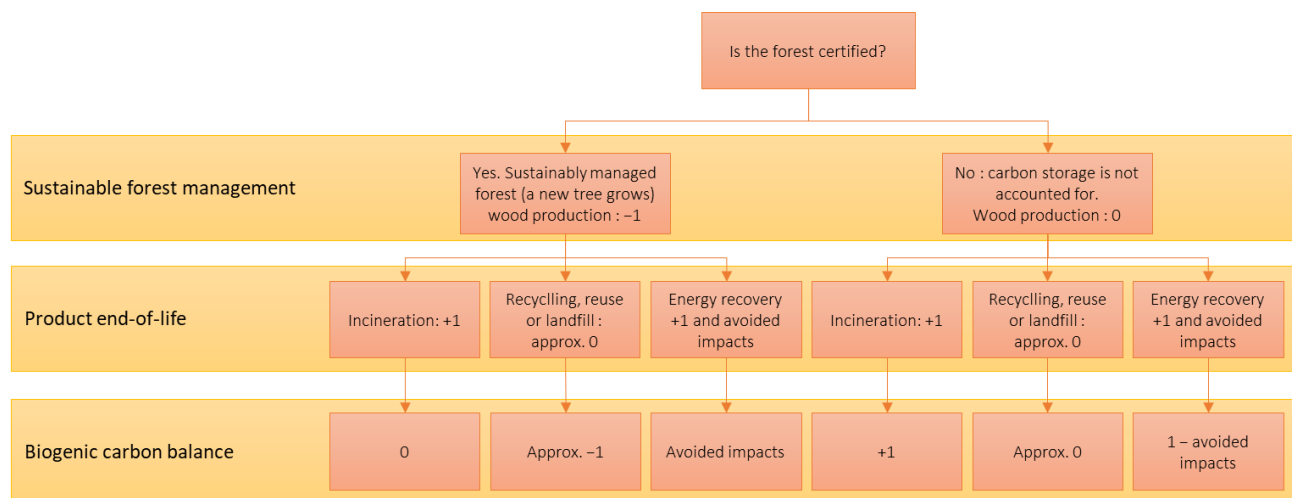 Is the forest certified?
Sustainable forest management
Yes. Sustainably managed
forest (a new tree grows)
wood production : −1
No : carbon storage is not
accounted for.
Wood production : 0
Product end-of-life
Incineration: +1
Recyclling, reuse
or landfill :
approx. 0
Energy recovery
+1 and avoided
impacts
Incineration: +1
Recyclling, reuse
or landfill :
approx. 0
Energy recovery
+1 and avoided
impacts
Biogenic carbon balance
0
Approx. −1
Avoided impacts
+1
Approx. 0
1 − avoided
impacts